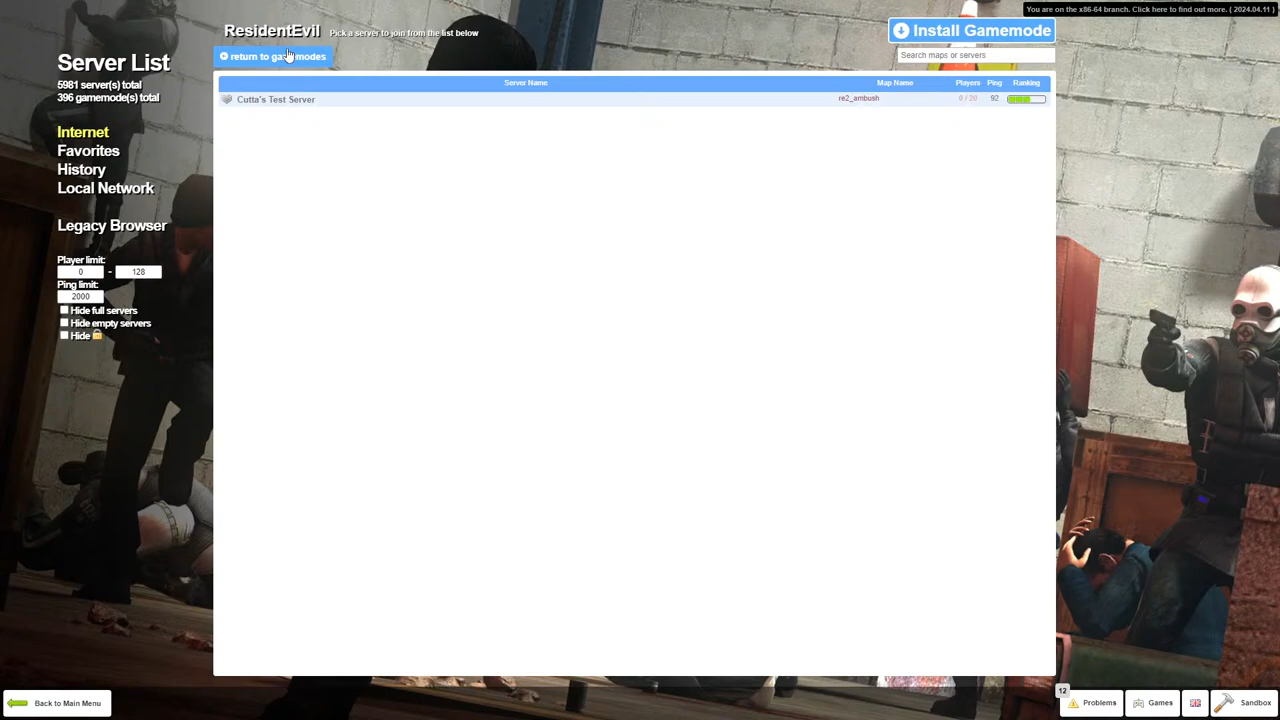 You are on the x86-64 branch. Click here to find out more. ( 2024.04.11 )
ResidentEvil Pick a server to join from the list below
Install Gamemode
return to gamemodes
Search maps or servers
Server List
5981 server(s) total
396 gamemode(s) total
Internet
Favorites
History
Local Network
Legacy Browser
Player limit:
0 - 128
Ping limit:
2000
Hide full servers
Hide empty servers
Hide
Server Name Map Name Players Ping Ranking
Cutta's Test Server re2_ambush 0 / 20 92
Back to Main Menu
12
Problems
Games
Sandbox